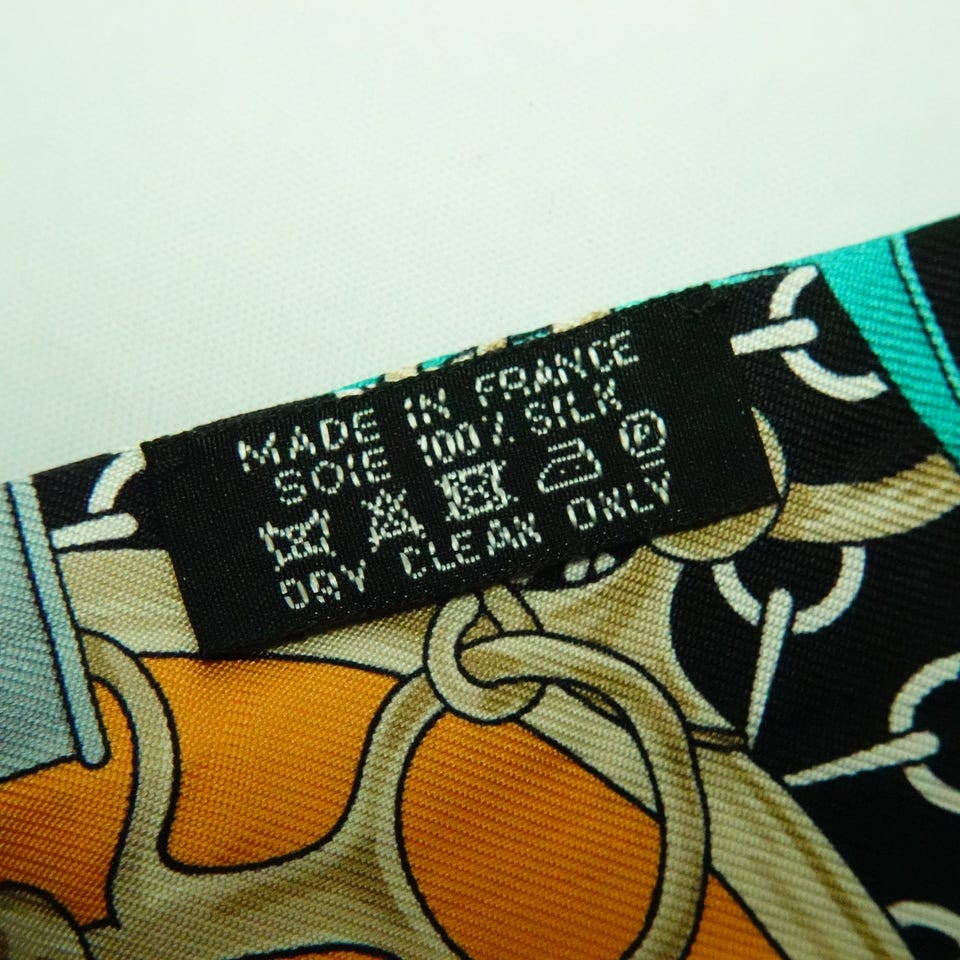 MADE IN FRANCE
SOIE 100% SILK
P
DRY CLEAN ONLY